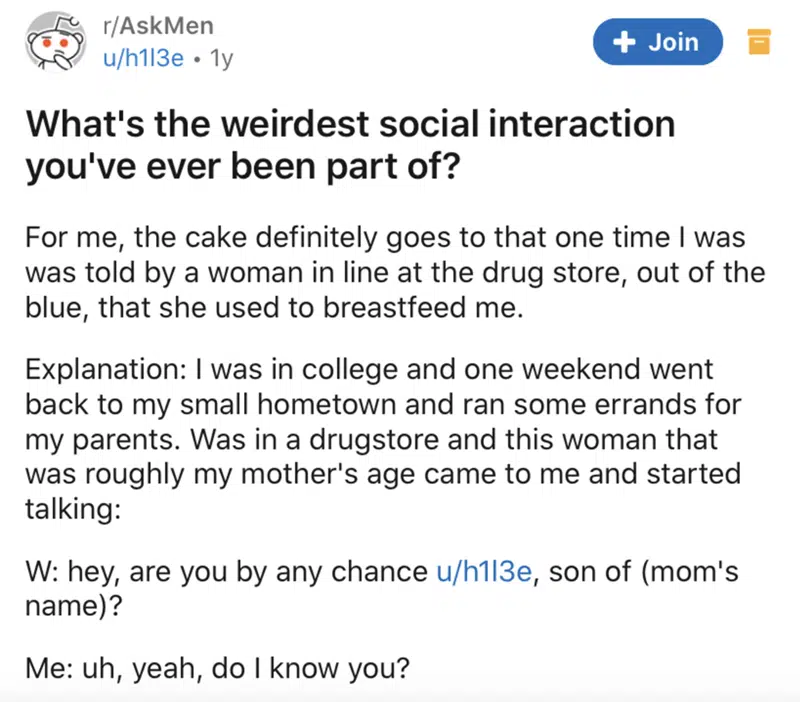 r/AskMen
u/h1l3e • 1y
+ Join
What's the weirdest social interaction
you've ever been part of?
For me, the cake definitely goes to that one time I was
was told by a woman in line at the drug store, out of the
blue, that she used to breastfeed me.
Explanation: I was in college and one weekend went
back to my small hometown and ran some errands for
my parents. Was in a drugstore and this woman that
was roughly my mother's age came to me and started
talking:
W: hey, are you by any chance u/h1l3e, son of (mom's
name)?
Me: uh, yeah, do I know you?